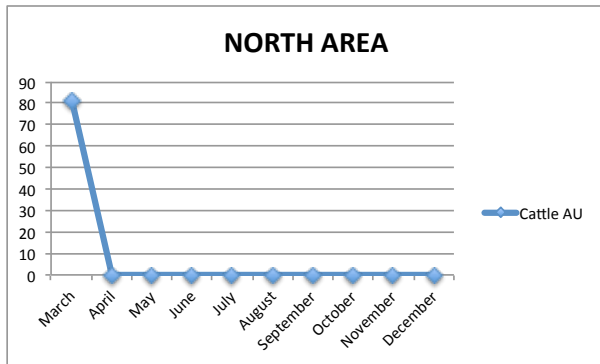 NORTH AREA
90
80
70
60
50
40
30
20
10
0
March
April
May
June
July
August
September
October
November
December
Cattle AU